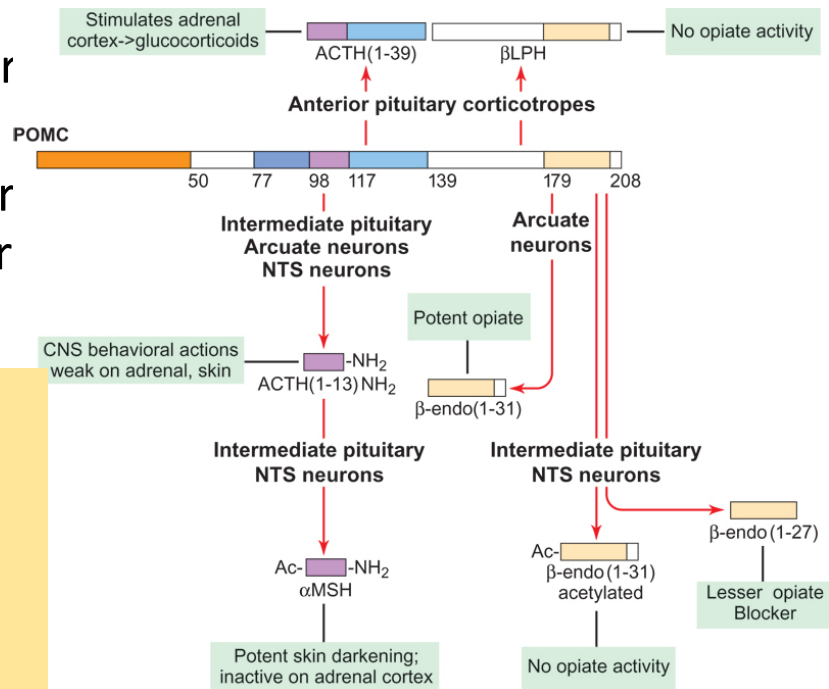 Stimulates adrenal
cortex->glucocorticoids
ACTH(1-39)
βLPH
No opiate activity
Anterior pituitary corticotropes
POMC
50 77 98 117 139 179 208
Intermediate pituitary
Arcuate neurons
NTS neurons
Arcuate
neurons
Potent opiate
CNS behavioral actions
weak on adrenal, skin
-NH₂
ACTH(1-13)NH₂
β-endo(1-31)
Intermediate pituitary
NTS neurons
Intermediate pituitary
NTS neurons
β-endo(1-27)
Ac- -NH₂
αMSH
Ac-
β-endo(1-31)
acetylated
Lesser opiate
Blocker
Potent skin darkening;
inactive on adrenal cortex
No opiate activity